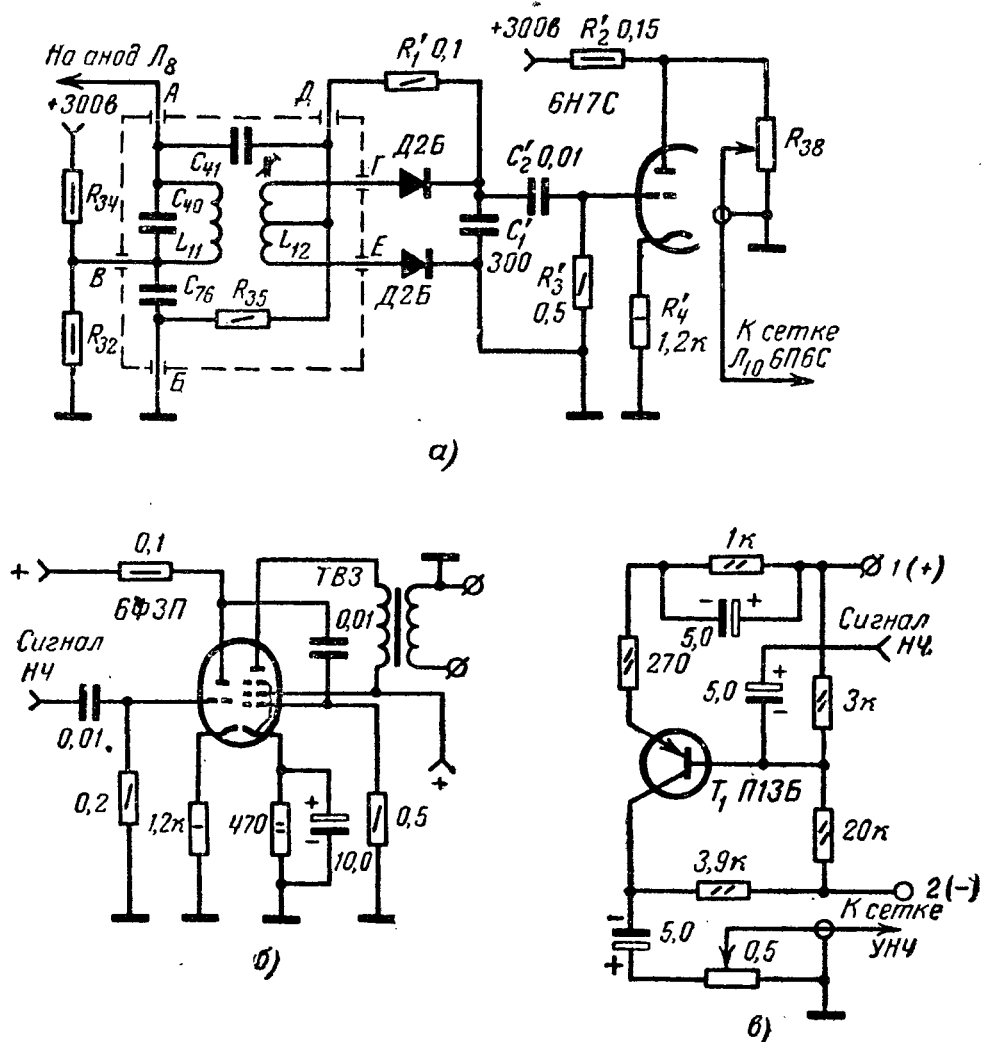 На анод Л8
+300в
А
Д
R'1 0,1
+300в
R'2 0,15
6Н7С
R34
C41
C40
L11
L12
Г
Д2Б
C'2 0,01
R38
В
C76
R35
Е
Д2Б
C'1
300
R'3
0,5
R'4
1,2к
R32
Б
К сетке
Л10 6П6С
а)
0,1
+
6Ф3П
ТВЗ
0,01
Сигнал
НЧ
0,01
0,2
1,2к
470
+
-
10,0
0,5
+
б)
1к
1 (+)
- +
5,0
Сигнал
НЧ
270
5,0
+
-
3к
Т1 П13Б
20к
3,9к
2 (-)
К сетке
УНЧ
-
5,0
+
0,5
в)